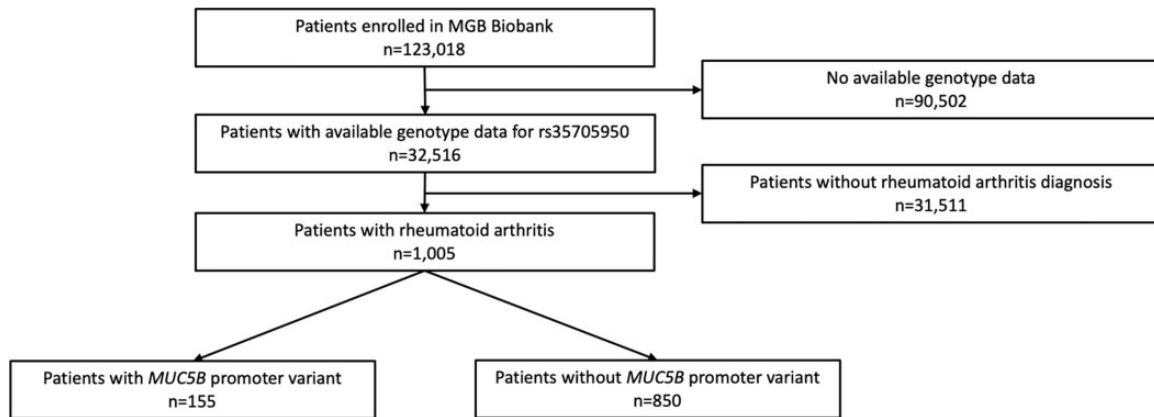 Patients enrolled in MGB Biobank
n=123,018
No available genotype data
n=90,502
Patients with available genotype data for rs35705950
n=32,516
Patients without rheumatoid arthritis diagnosis
n=31,511
Patients with rheumatoid arthritis
n=1,005
Patients with MUC5B promoter variant
n=155
Patients without MUC5B promoter variant
n=850